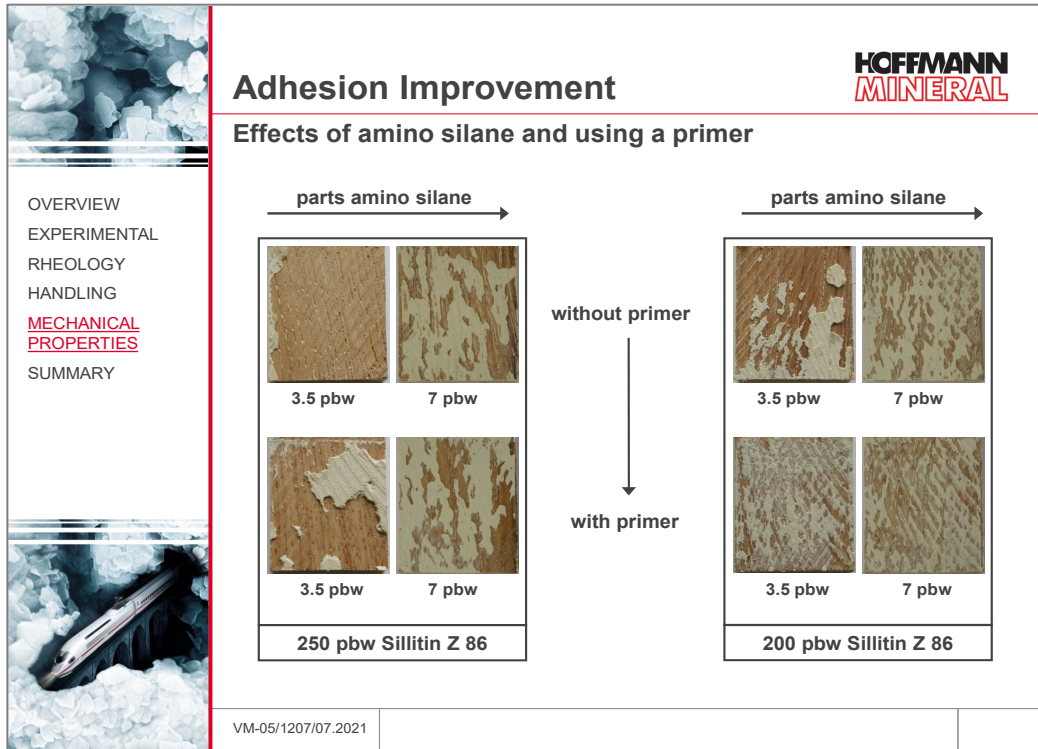 Adhesion Improvement
HOFFMANN
MINERAL
Effects of amino silane and using a primer
OVERVIEW
EXPERIMENTAL
RHEOLOGY
HANDLING
MECHANICAL
PROPERTIES
SUMMARY
parts amino silane
3.5 pbw
7 pbw
3.5 pbw
7 pbw
250 pbw Sillitin Z 86
without primer
with primer
parts amino silane
3.5 pbw
7 pbw
3.5 pbw
7 pbw
200 pbw Sillitin Z 86
VM-05/1207/07.2021